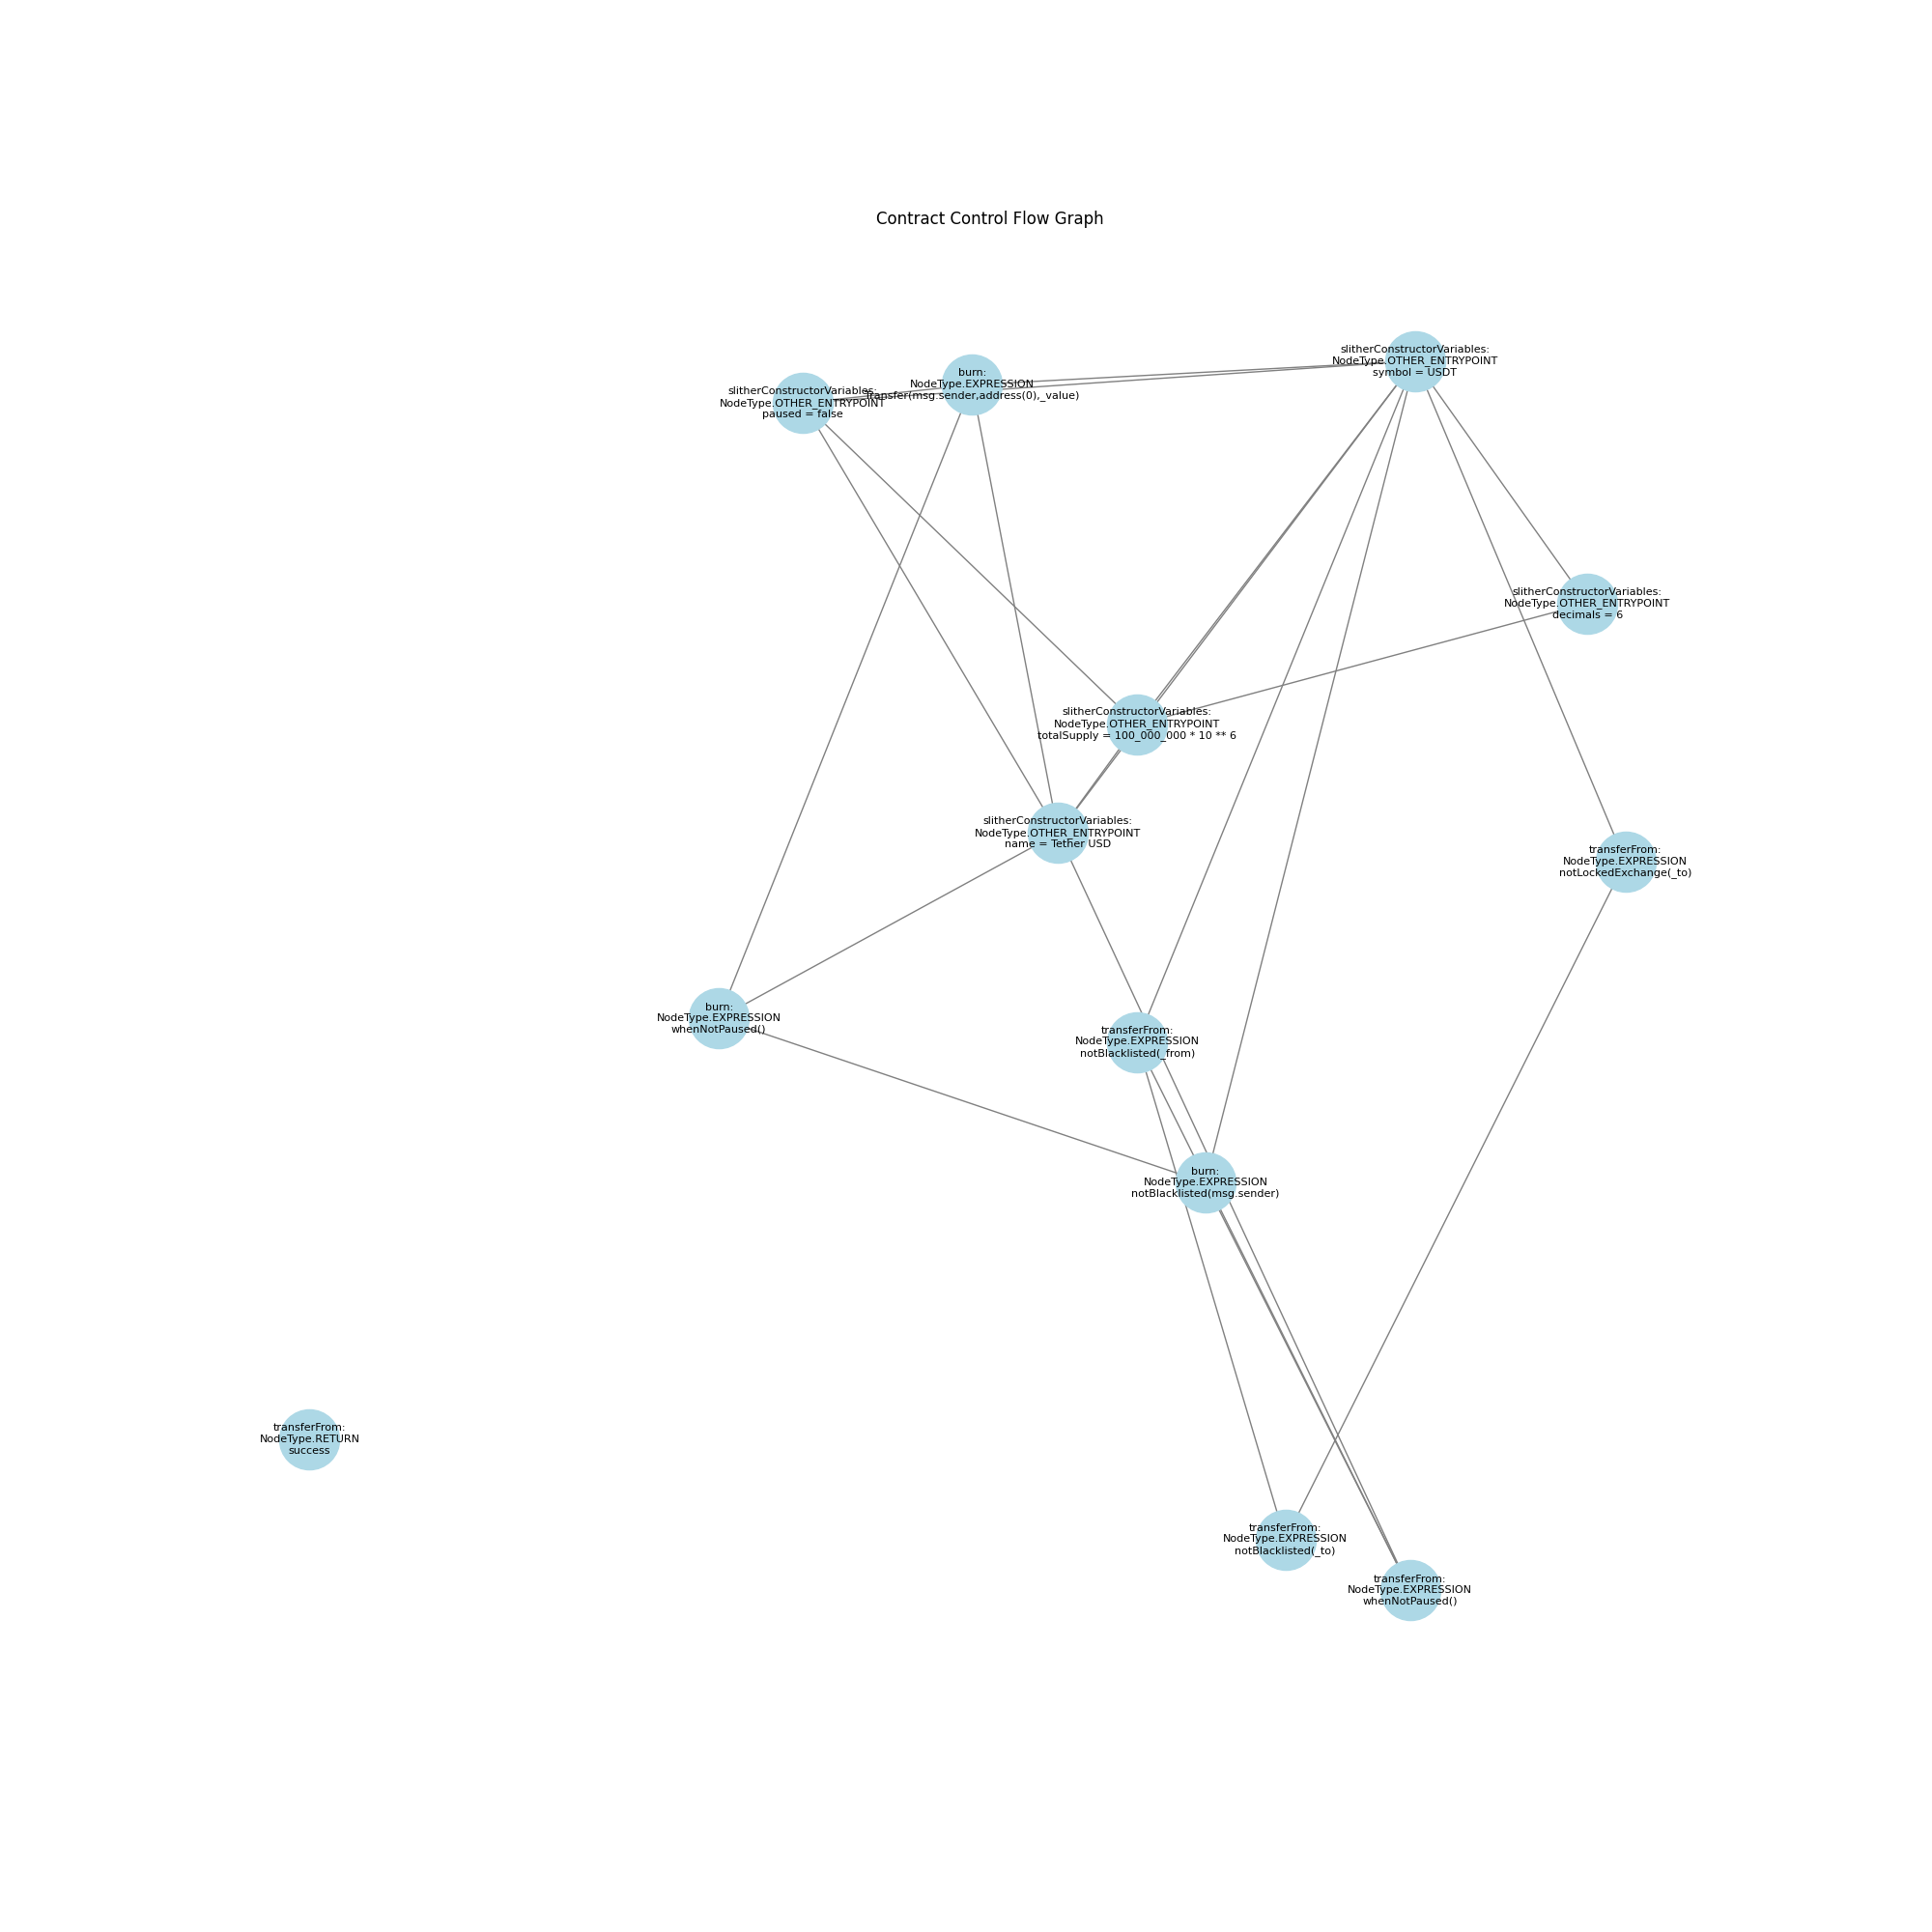 Contract Control Flow Graph
slitherConstructorVariables:
NodeType.OTHER_ENTRYPOINT
symbol = USDT
burn:
NodeType.EXPRESSION
Transfer(msg.sender,address(0),_value)
slitherConstructorVariables:
NodeType.OTHER_ENTRYPOINT
paused = false
slitherConstructorVariables:
NodeType.OTHER_ENTRYPOINT
decimals = 6
slitherConstructorVariables:
NodeType.OTHER_ENTRYPOINT
totalSupply = 100_000_000 * 10 ** 6
slitherConstructorVariables:
NodeType.OTHER_ENTRYPOINT
name = Tether USD
transferFrom:
NodeType.EXPRESSION
notLockedExchange(_to)
burn:
NodeType.EXPRESSION
whenNotPaused()
transferFrom:
NodeType.EXPRESSION
notBlacklisted(_from)
burn:
NodeType.EXPRESSION
notBlacklisted(msg.sender)
transferFrom:
NodeType.RETURN
success
transferFrom:
NodeType.EXPRESSION
notBlacklisted(_to)
transferFrom:
NodeType.EXPRESSION
whenNotPaused()